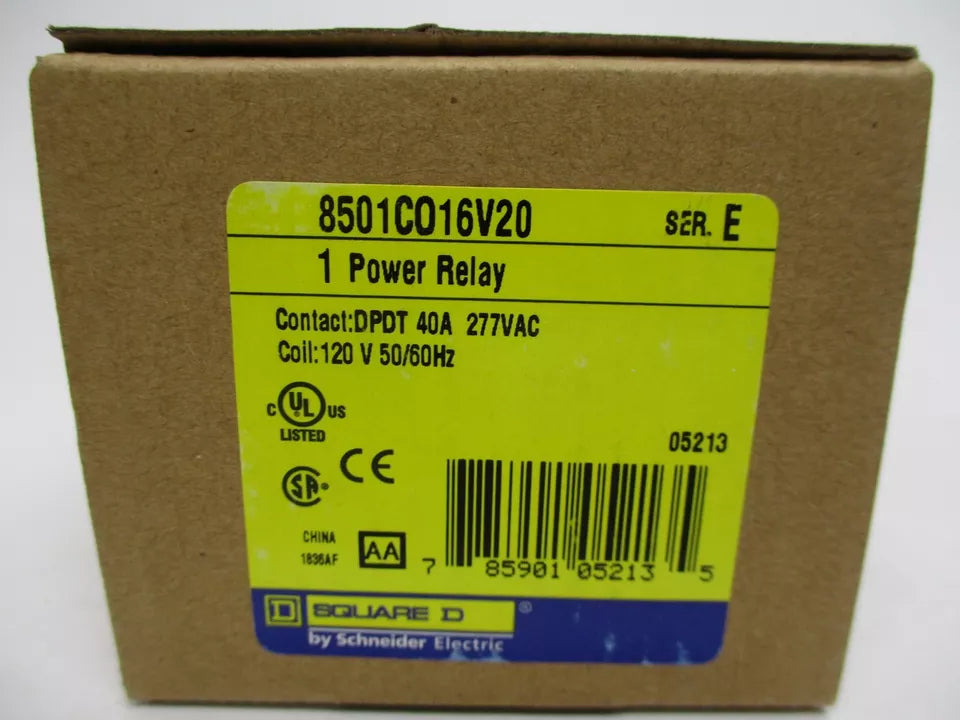 8501CO16V20 SER. E
1 Power Relay
Contact:DPDT 40A 277VAC
Coil:120 V 50/60Hz
C UL US
LISTED
05213
SA
CE
CHINA
1836AF
AA
7 85901 05213 5
D SQUARE D ®
by Schneider Electric